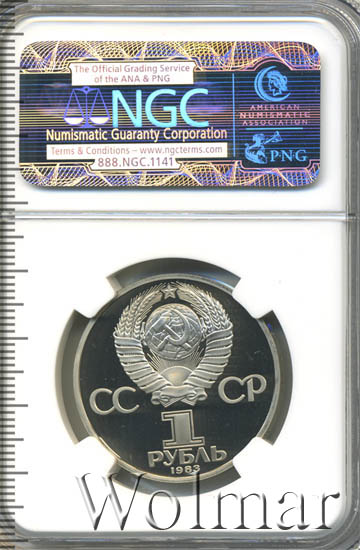 The Official Grading Service
of the ANA & PNG
NGC
Numismatic Guaranty Corporation
Terms & Conditions – www.ngcterms.com
888.NGC.1141
AMERICAN
NUMISMATIC
ASSOCIATION
PNG
СС СР
1
РУБЛЬ
1983
Wolmar